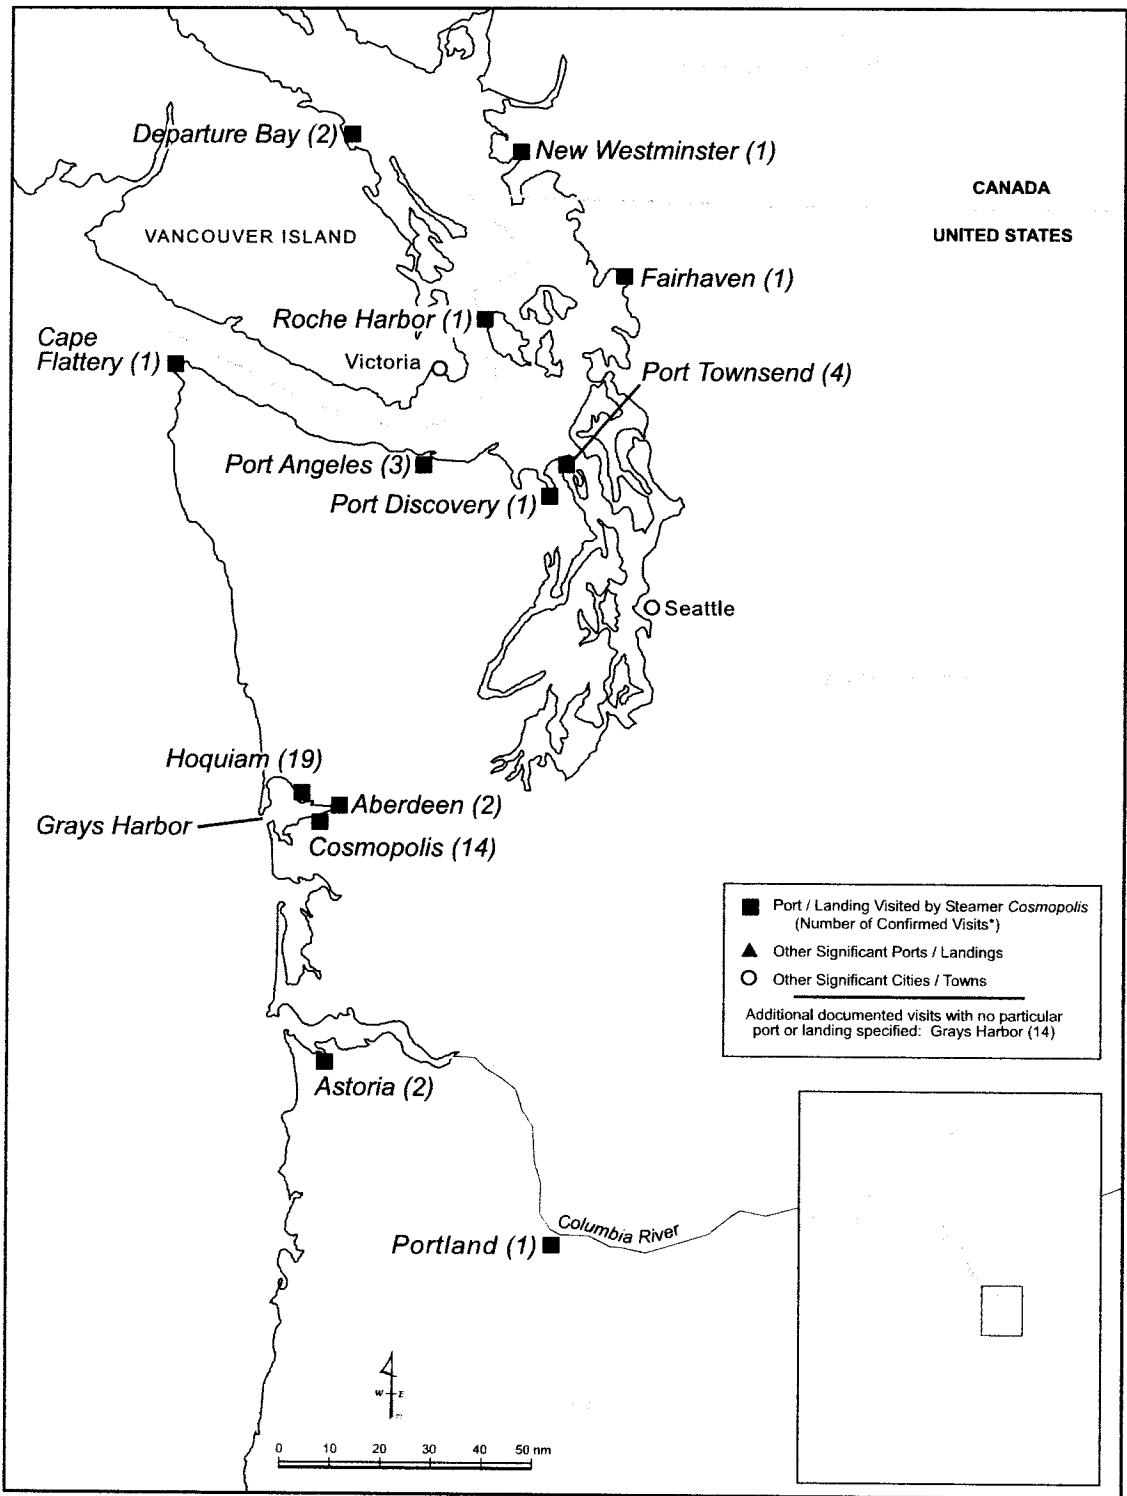 Departure Bay (2)
New Westminster (1)
CANADA
UNITED STATES
VANCOUVER ISLAND
Fairhaven (1)
Roche Harbor (1)
Cape
Flattery (1)
Victoria
Port Townsend (4)
Port Angeles (3)
Port Discovery (1)
Seattle
Hoquiam (19)
Aberdeen (2)
Grays Harbor
Cosmopolis (14)
Port / Landing Visited by Steamer Cosmopolis
(Number of Confirmed Visits*)
Other Significant Ports / Landings
Other Significant Cities / Towns
Additional documented visits with no particular
port or landing specified: Grays Harbor (14)
Astoria (2)
Columbia River
Portland (1)
W E
0 10 20 30 40 50 nm